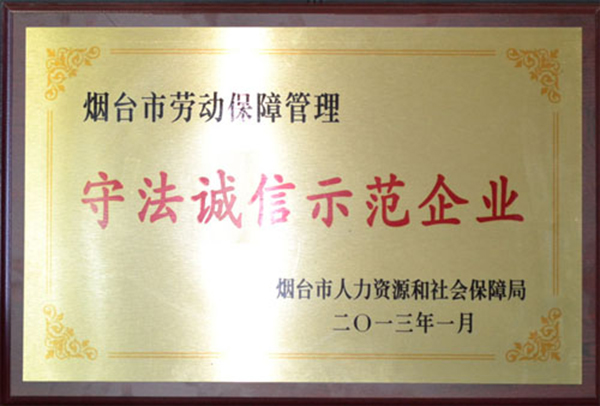 烟台市劳动保障管理
守法诚信示范企业
烟台市人力资源和社会保障局
二〇一三年一月